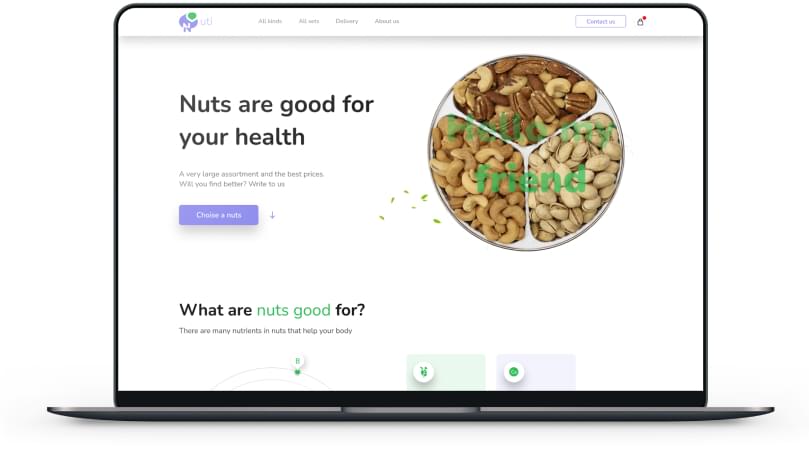 Nuti
All kinds All sets Delivery About us Contact us
Nuts are good for
your health
A very large assortment and the best prices.
Will you find better? Write to us
Choise a nuts
Hello my
friend
What are nuts good for?
There are many nutrients in nuts that help your body
B